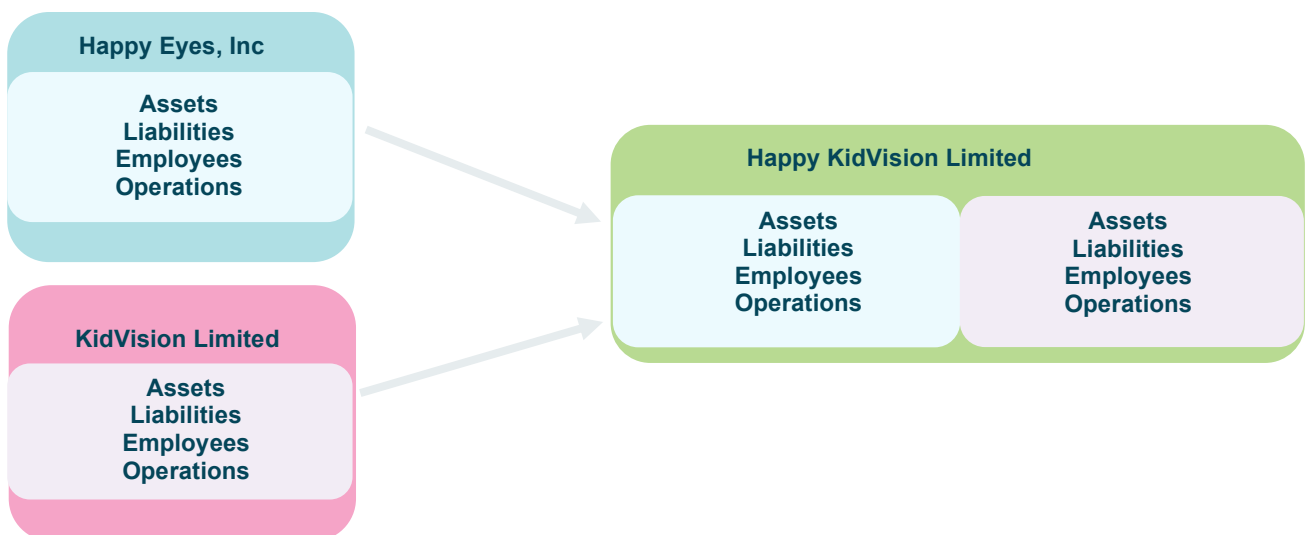 Happy Eyes, Inc
Assets
Liabilities
Employees
Operations
KidVision Limited
Assets
Liabilities
Employees
Operations
Happy KidVision Limited
Assets
Liabilities
Employees
Operations
Assets
Liabilities
Employees
Operations